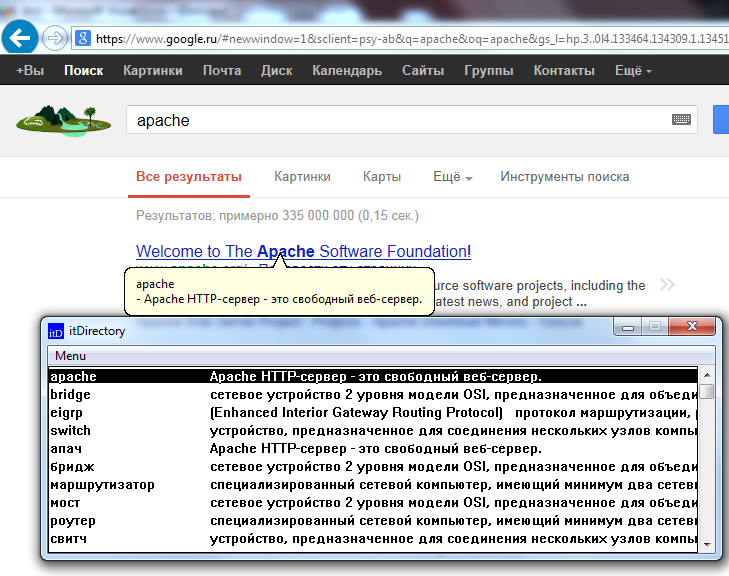 https://www.google.ru/#newwindow=1&sclient=psy-ab&q=apache&oq=apache&gs_l=hp.3..0l4.133464.134309.1.13451
+Вы Поиск Картинки Почта Диск Календарь Сайты Группы Контакты Ещё
apache
Все результаты Картинки Карты Ещё Инструменты поиска
Результатов: примерно 335 000 000 (0,15 сек.)
Welcome to The Apache Software Foundation!
apache
- Apache HTTP-сервер - это свободный веб-сервер.
urce software projects, including the
atest news, and project ...
itD itDirectory
Menu
apache Apache HTTP-сервер - это свободный веб-сервер.
bridge сетевое устройство 2 уровня модели OSI, предназначенное для объеди
eigrp (Enhanced Interior Gateway Routing Protocol) протокол маршрутизации,
switch устройство, предназначенное для соединения нескольких узлов компь
апач Apache HTTP-сервер - это свободный веб-сервер.
бридж сетевое устройство 2 уровня модели OSI, предназначенное для объеди
маршрутизатор специализированный сетевой компьютер, имеющий минимум два сетев
мост сетевое устройство 2 уровня модели OSI, предназначенное для объеди
роутер специализированный сетевой компьютер, имеющий минимум два сетев
свитч устройство, предназначенное для соединения нескольких узлов компь